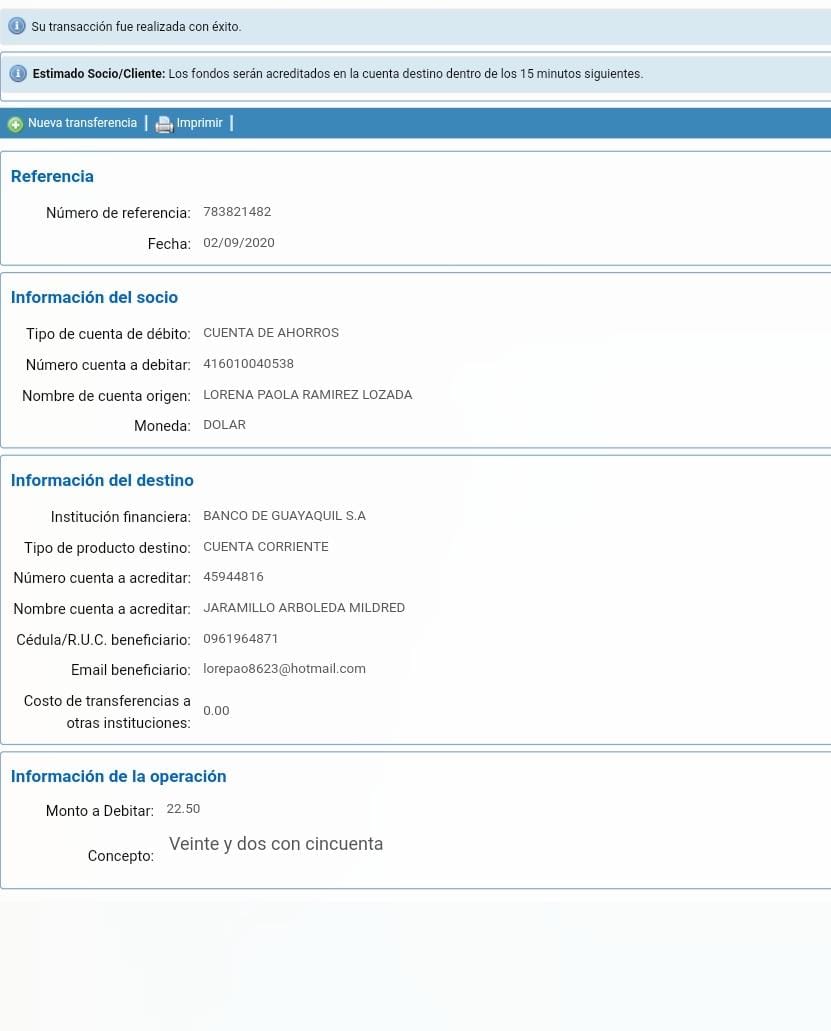 Su transacción fue realizada con éxito.
Estimado Socio/Cliente: Los fondos serán acreditados en la cuenta destino dentro de los 15 minutos siguientes.
Nueva transferencia | Imprimir |
Referencia
Número de referencia: 783821482
Fecha: 02/09/2020
Información del socio
Tipo de cuenta de débito: CUENTA DE AHORROS
Número cuenta a debitar: 416010040538
Nombre de cuenta origen: LORENA PAOLA RAMIREZ LOZADA
Moneda: DOLAR
Información del destino
Institución financiera: BANCO DE GUAYAQUIL S.A
Tipo de producto destino: CUENTA CORRIENTE
Número cuenta a acreditar: 45944816
Nombre cuenta a acreditar: JARAMILLO ARBOLEDA MILDRED
Cédula/R.U.C. beneficiario: 0961964871
Email beneficiario: lorepao8623@hotmail.com
Costo de transferencias a
otras instituciones: 0.00
Información de la operación
Monto a Debitar: 22.50
Concepto: Veinte y dos con cincuenta